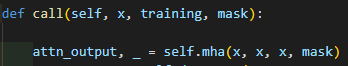 def call(self, x, training, mask):
attn_output, _ = self.mha(x, x, x, mask)